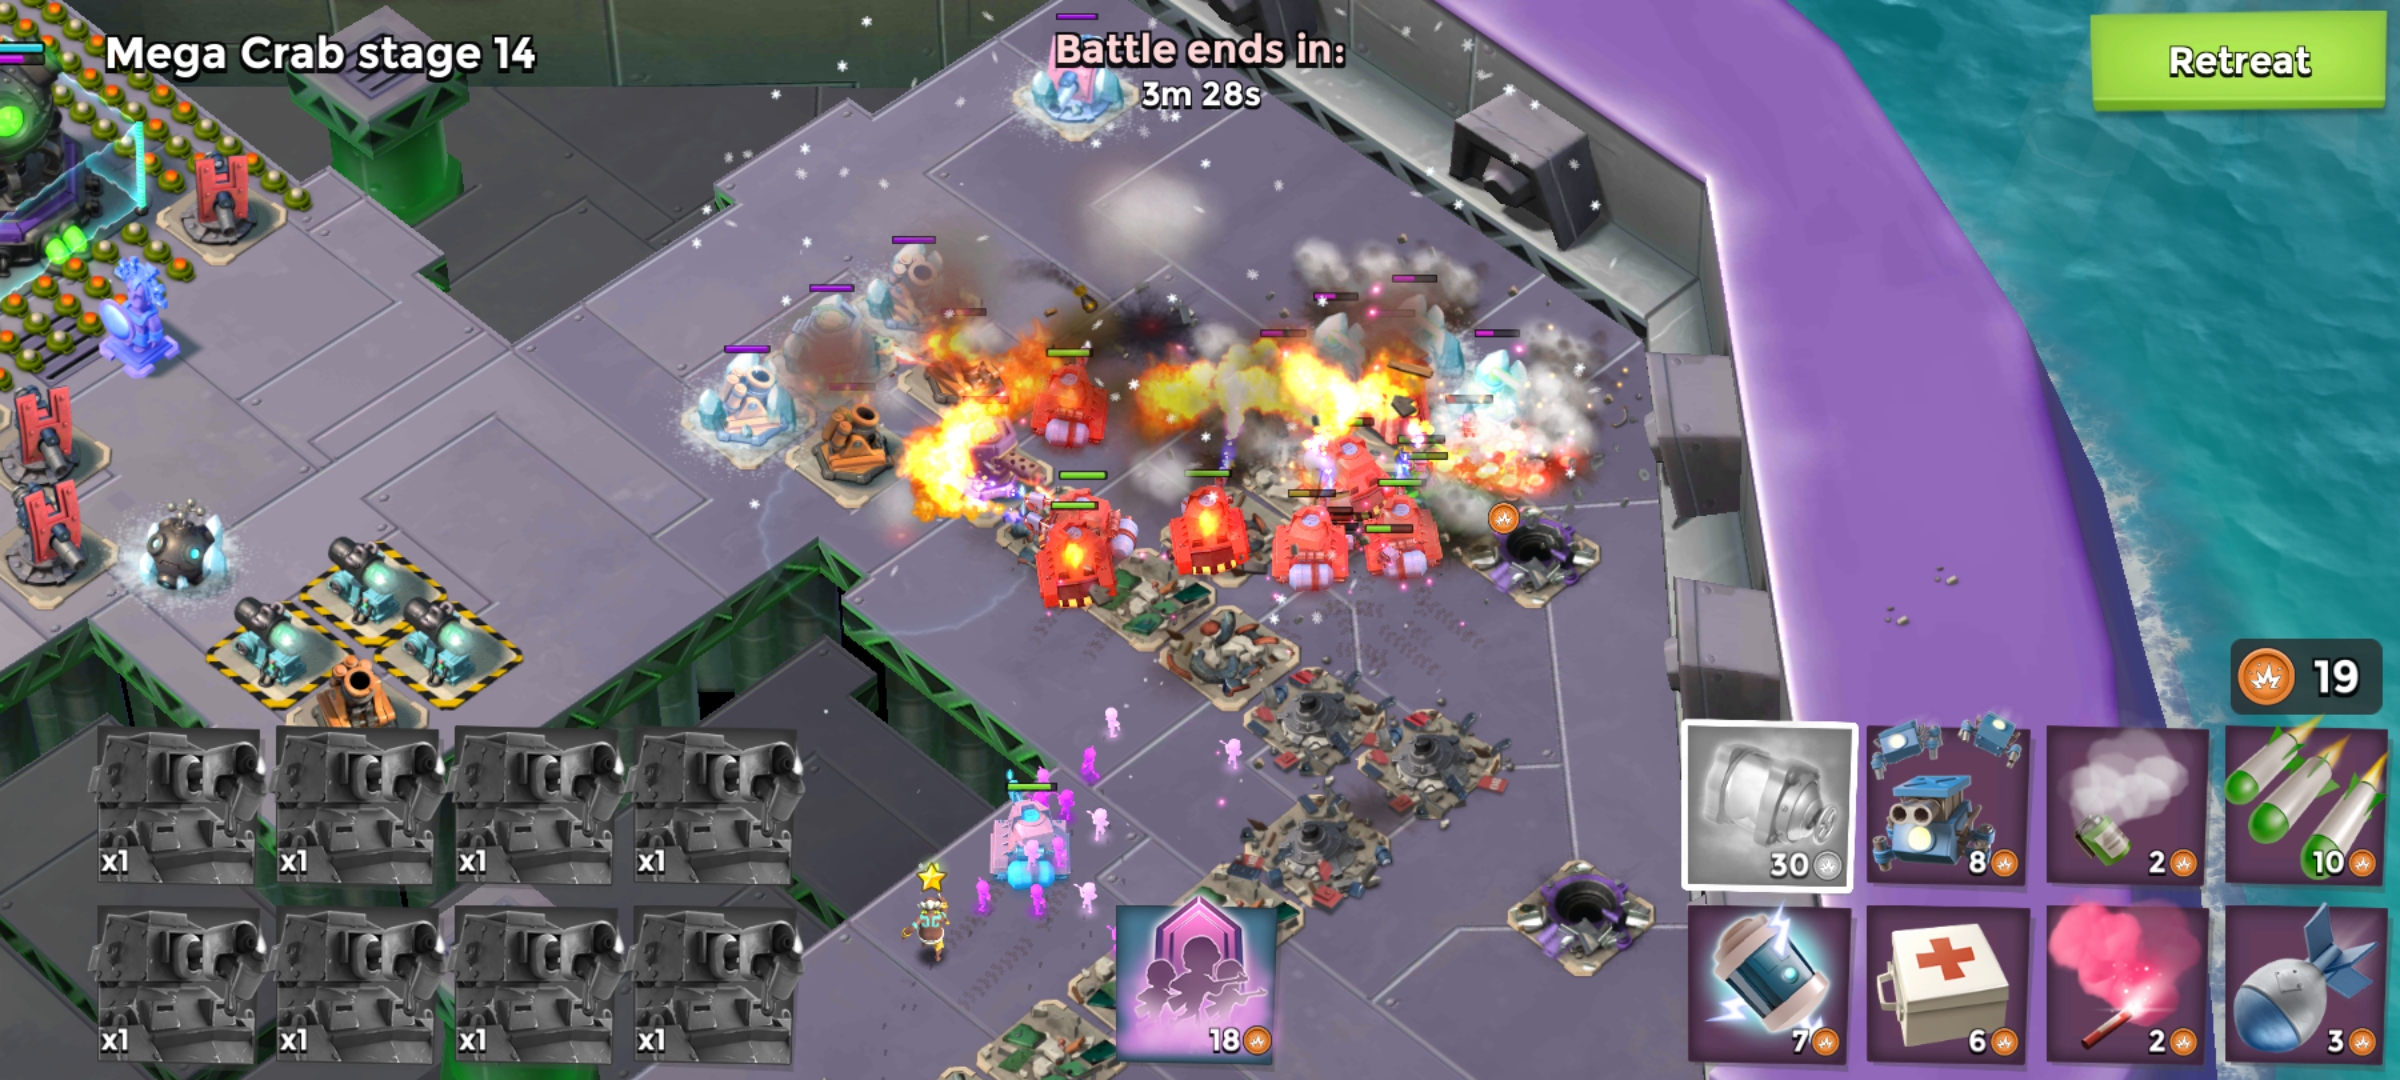 Mega Crab stage 14
Battle ends in:
3m 28s
Retreat
19
x1
x1
x1
x1
30
8
2
10
x1
x1
x1
x1
18
7
6
2
3